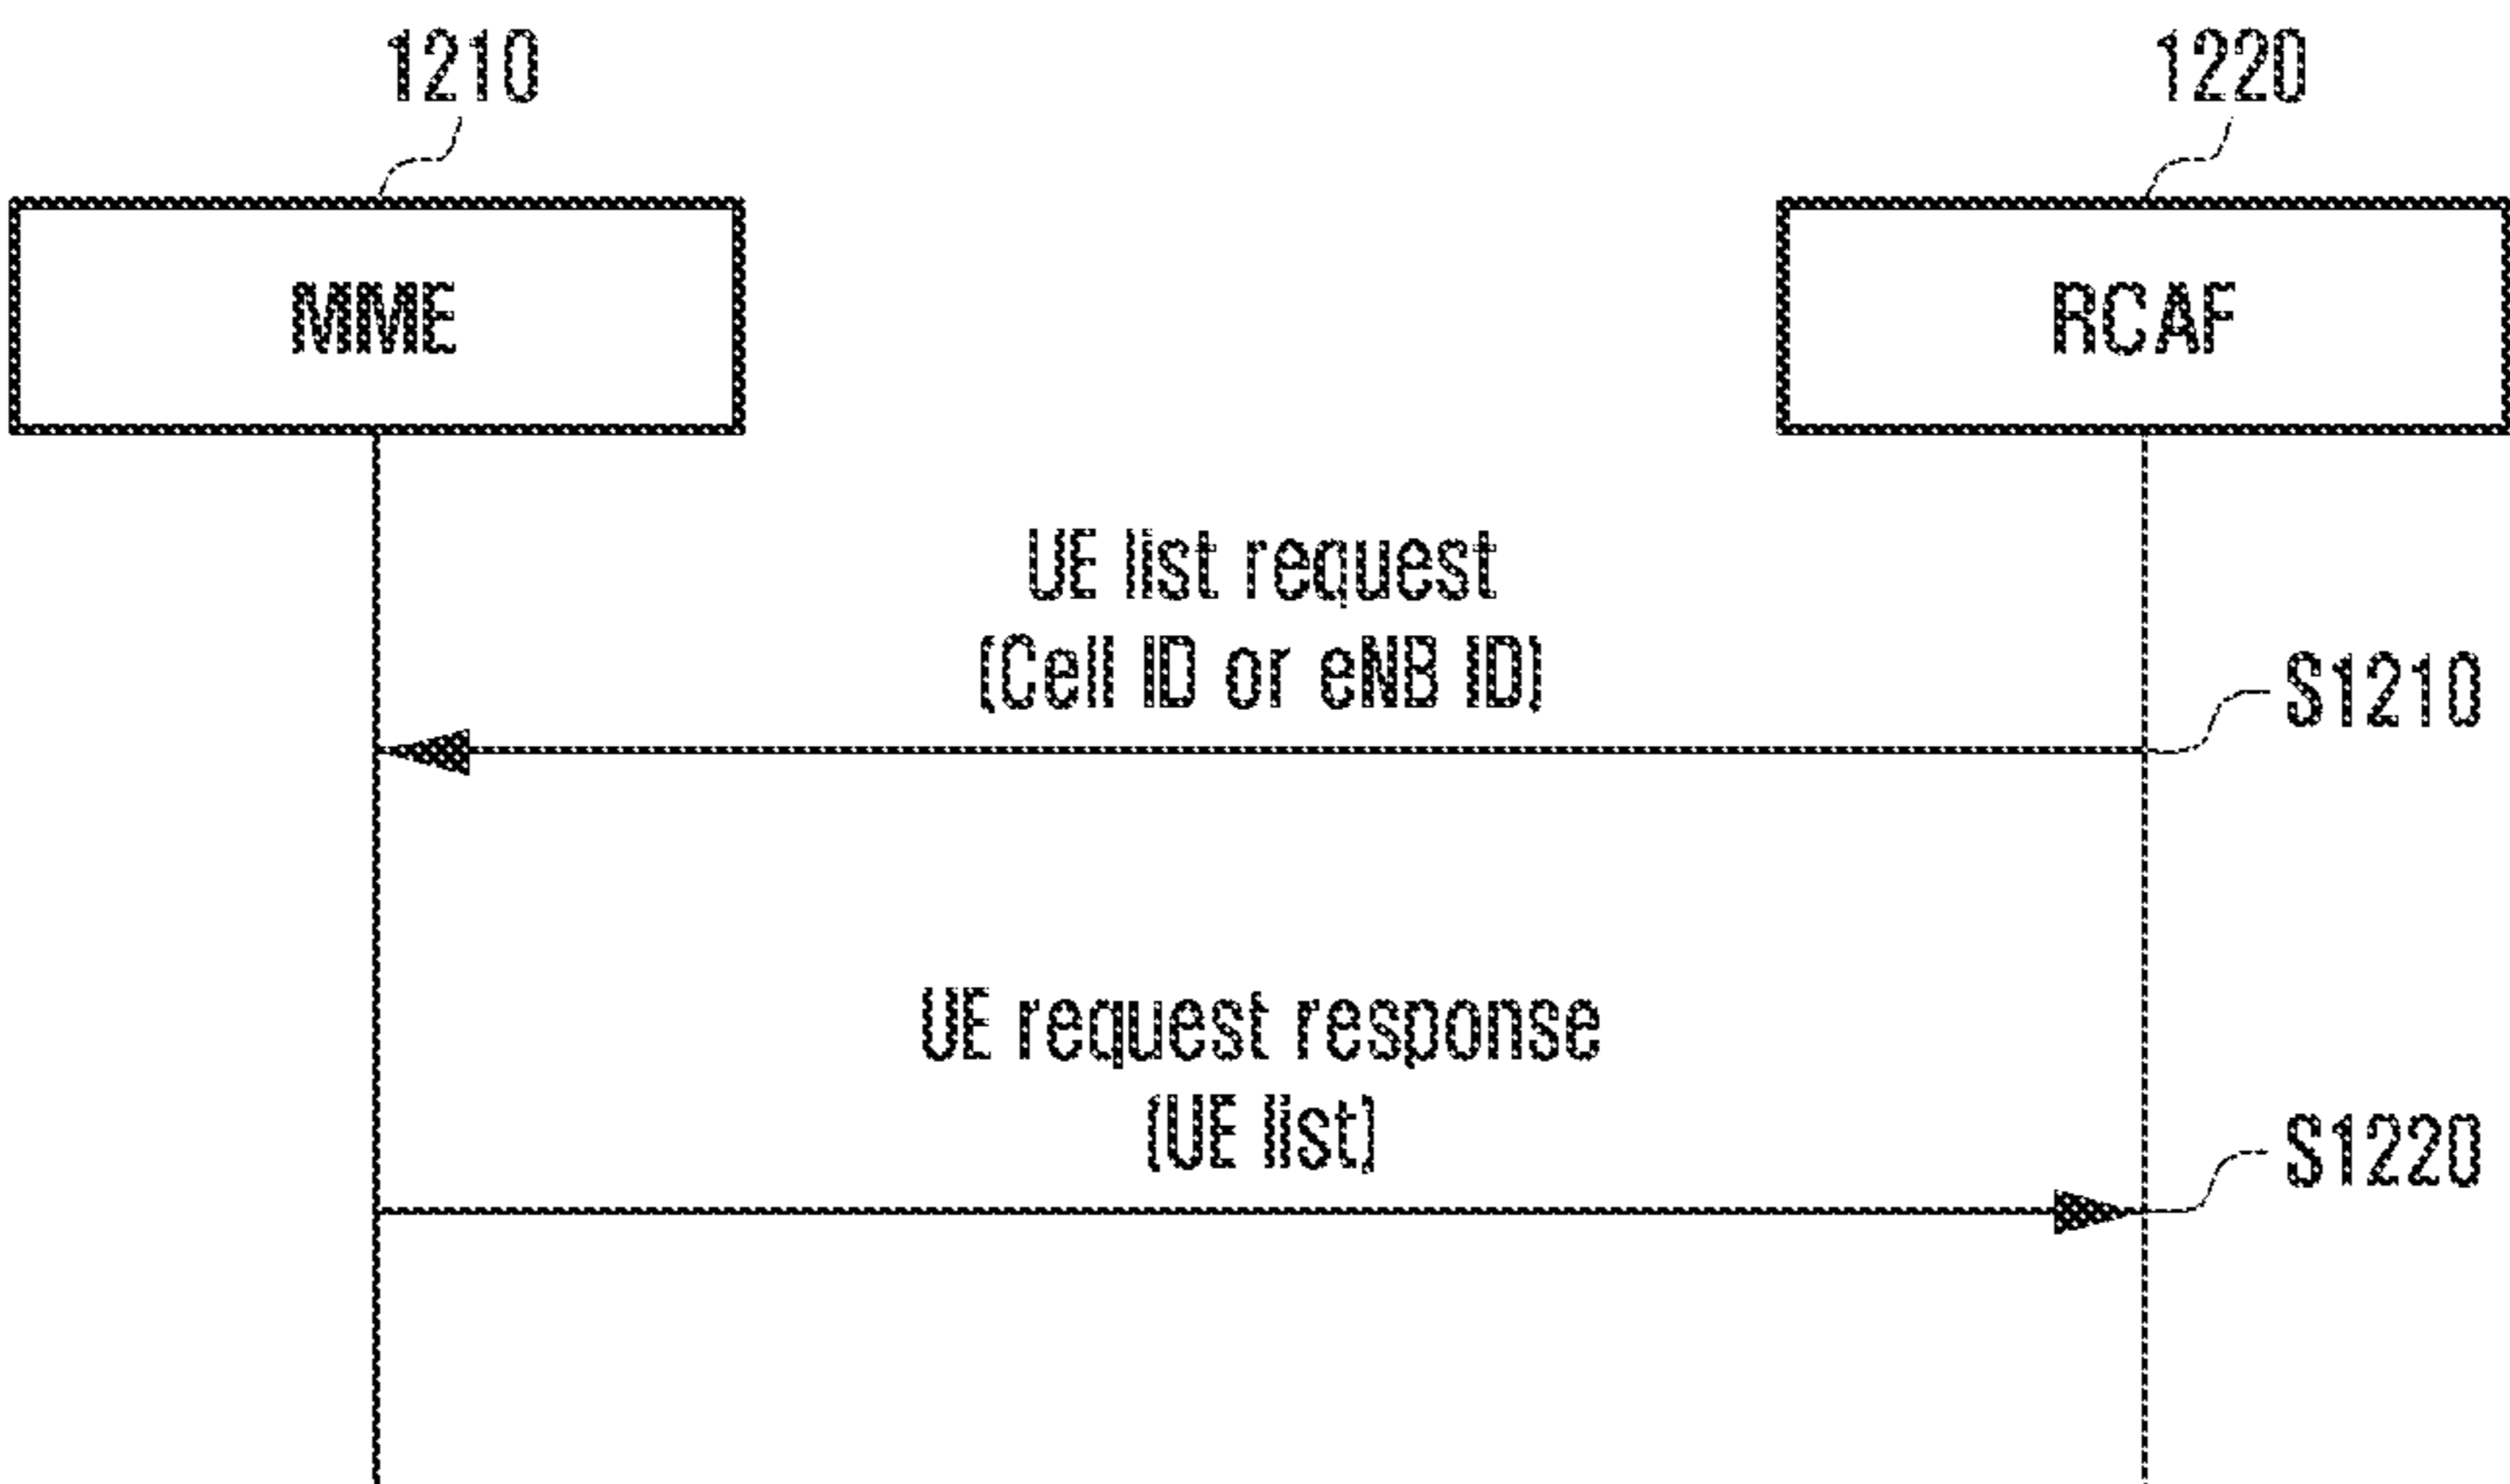 1210
1220
MME
RCAF
UE list request
(Cell ID or eNB ID)
S1210
UE request response
(UE list)
S1220